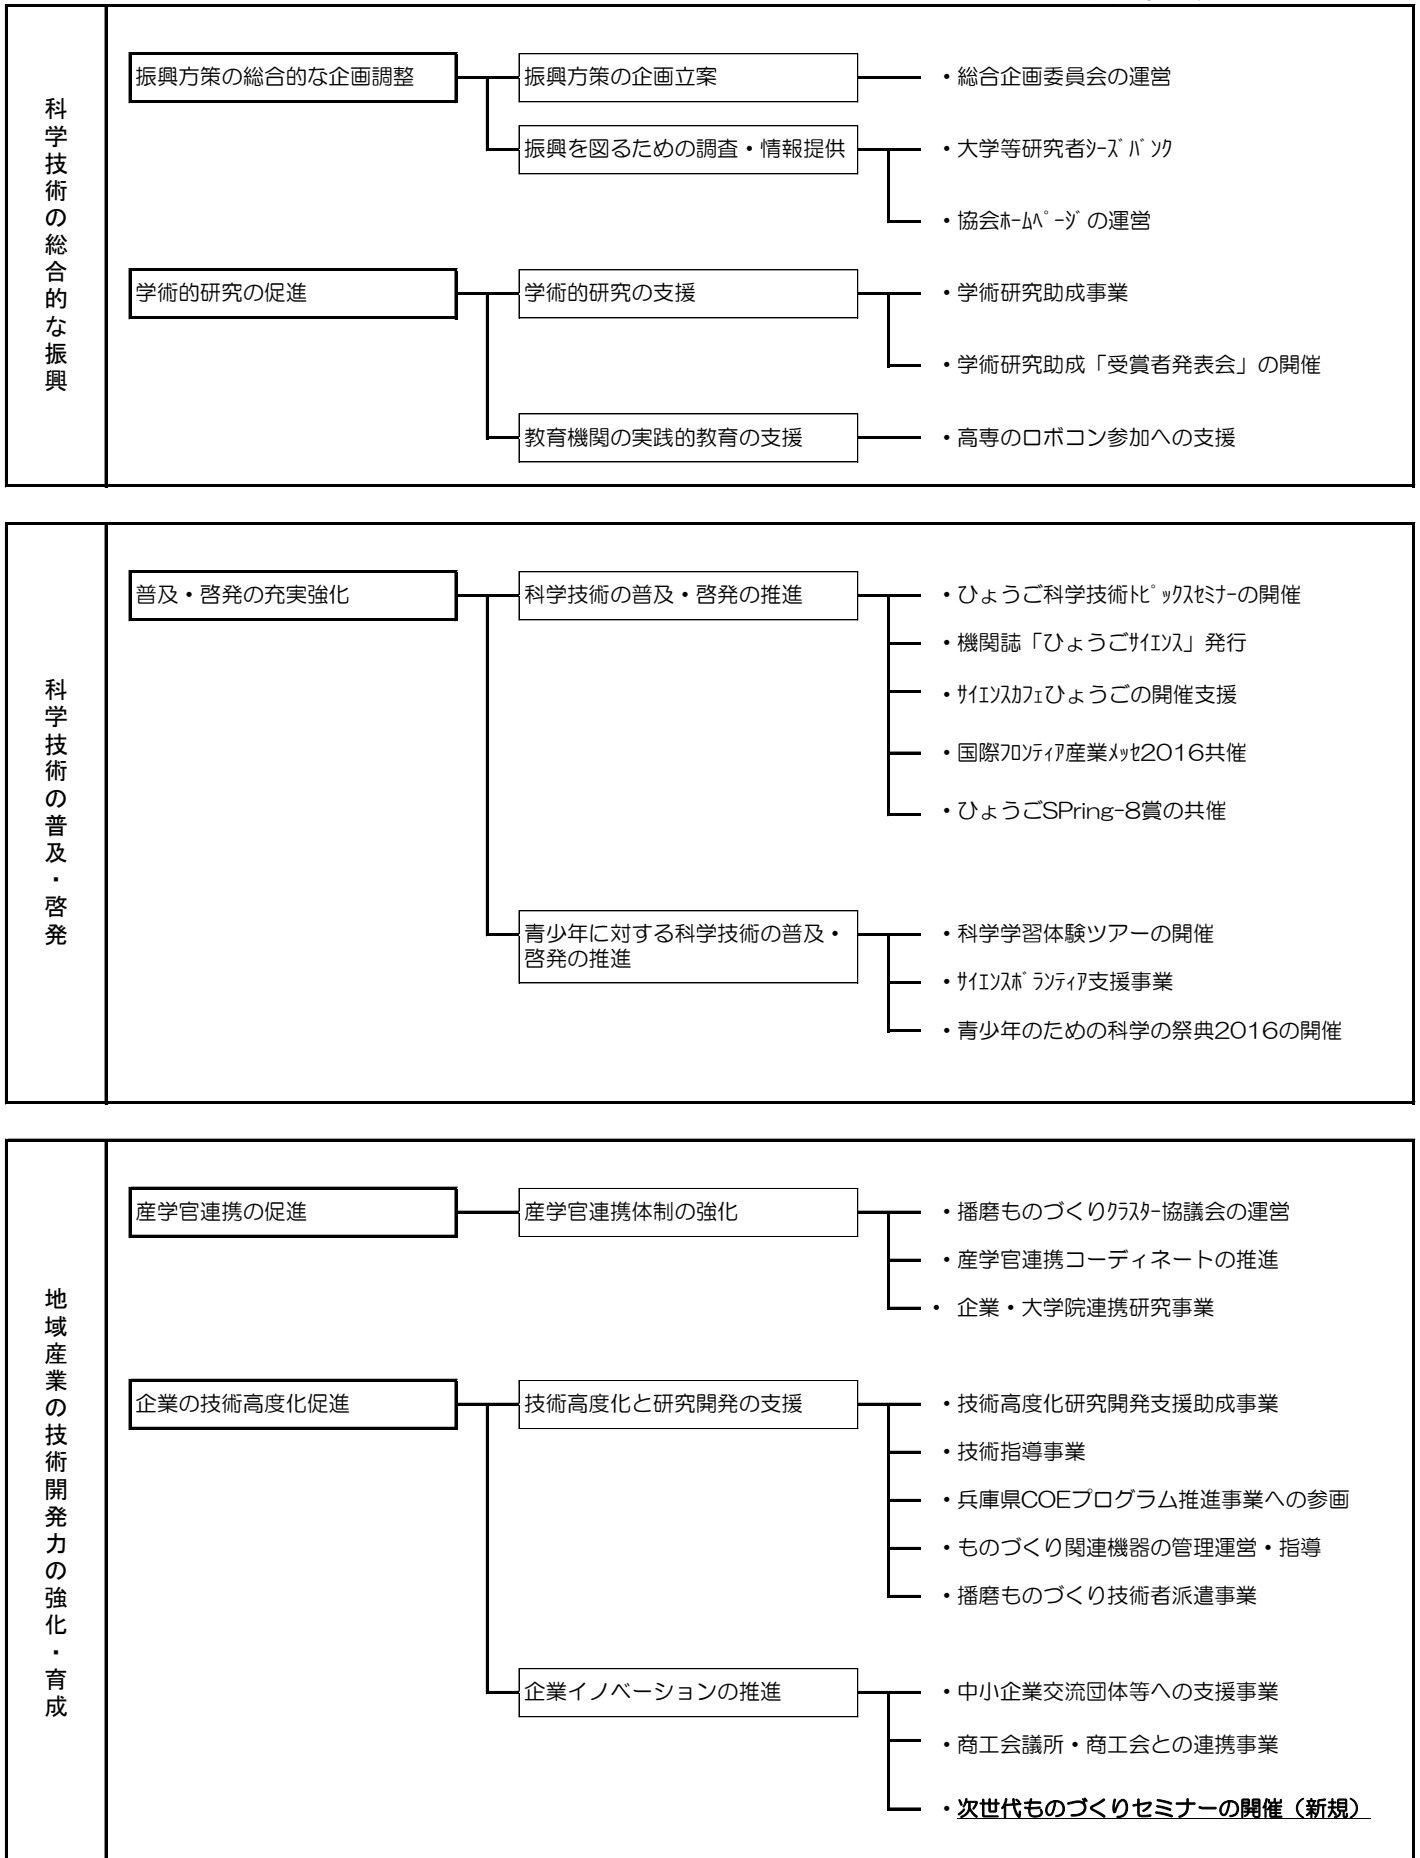 科学技術の総合的な振興
振興方策の総合的な企画調整
振興方策の企画立案
・総合企画委員会の運営
振興を図るための調査・情報提供
・大学等研究者ｼｰｽﾞﾊﾞﾝｸ
・協会ﾎｰﾑﾍﾟｰｼﾞの運営
学術的研究の促進
学術的研究の支援
・学術研究助成事業
・学術研究助成「受賞者発表会」の開催
教育機関の実践的教育の支援
・高専のロボコン参加への支援
科学技術の普及・啓発
普及・啓発の充実強化
科学技術の普及・啓発の推進
・ひょうご科学技術ﾄﾋﾟｯｸｽｾﾐﾅｰの開催
・機関誌「ひょうごｻｲｴﾝｽ」発行
・ｻｲｴﾝｽｶﾌｪひょうごの開催支援
・国際ﾌﾛﾝﾃｨｱ産業ﾒｯｾ2016共催
・ひょうごSPring-8賞の共催
青少年に対する科学技術の普及・
啓発の推進
・科学学習体験ツアーの開催
・ｻｲｴﾝｽﾎﾞﾗﾝﾃｨｱ支援事業
・青少年のための科学の祭典2016の開催
地域産業の技術開発力の強化・育成
産学官連携の促進
産学官連携体制の強化
・播磨ものづくりｸﾗｽﾀｰ協議会の運営
・産学官連携コーディネートの推進
・ 企業・大学院連携研究事業
企業の技術高度化促進
技術高度化と研究開発の支援
・技術高度化研究開発支援助成事業
・技術指導事業
・兵庫県COEプログラム推進事業への参画
・ものづくり関連機器の管理運営・指導
・播磨ものづくり技術者派遣事業
企業イノベーションの推進
・中小企業交流団体等への支援事業
・商工会議所・商工会との連携事業
・次世代ものづくりセミナーの開催（新規）